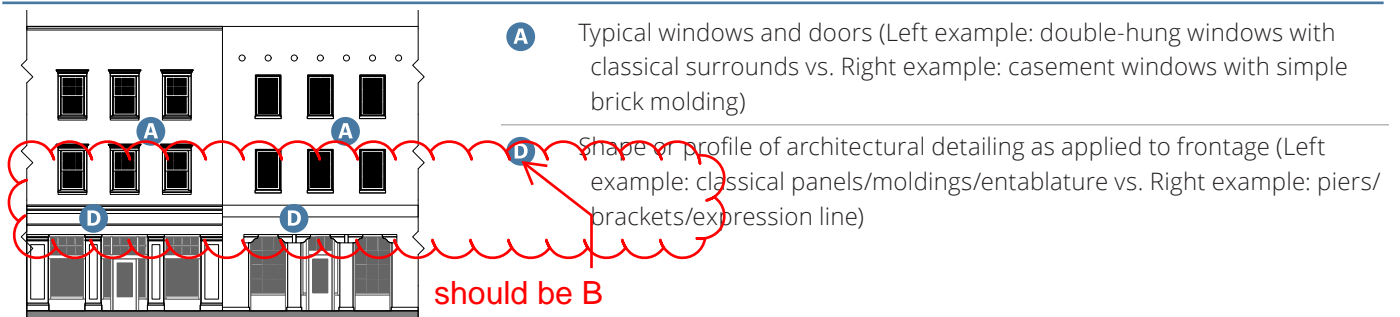 A Typical windows and doors (Left example: double-hung windows with
classical surrounds vs. Right example: casement windows with simple
brick molding)
A A
D Shape or profile of architectural detailing as applied to frontage (Left
example: classical panels/moldings/entablature vs. Right example: piers/
brackets/expression line)
D D
should be B